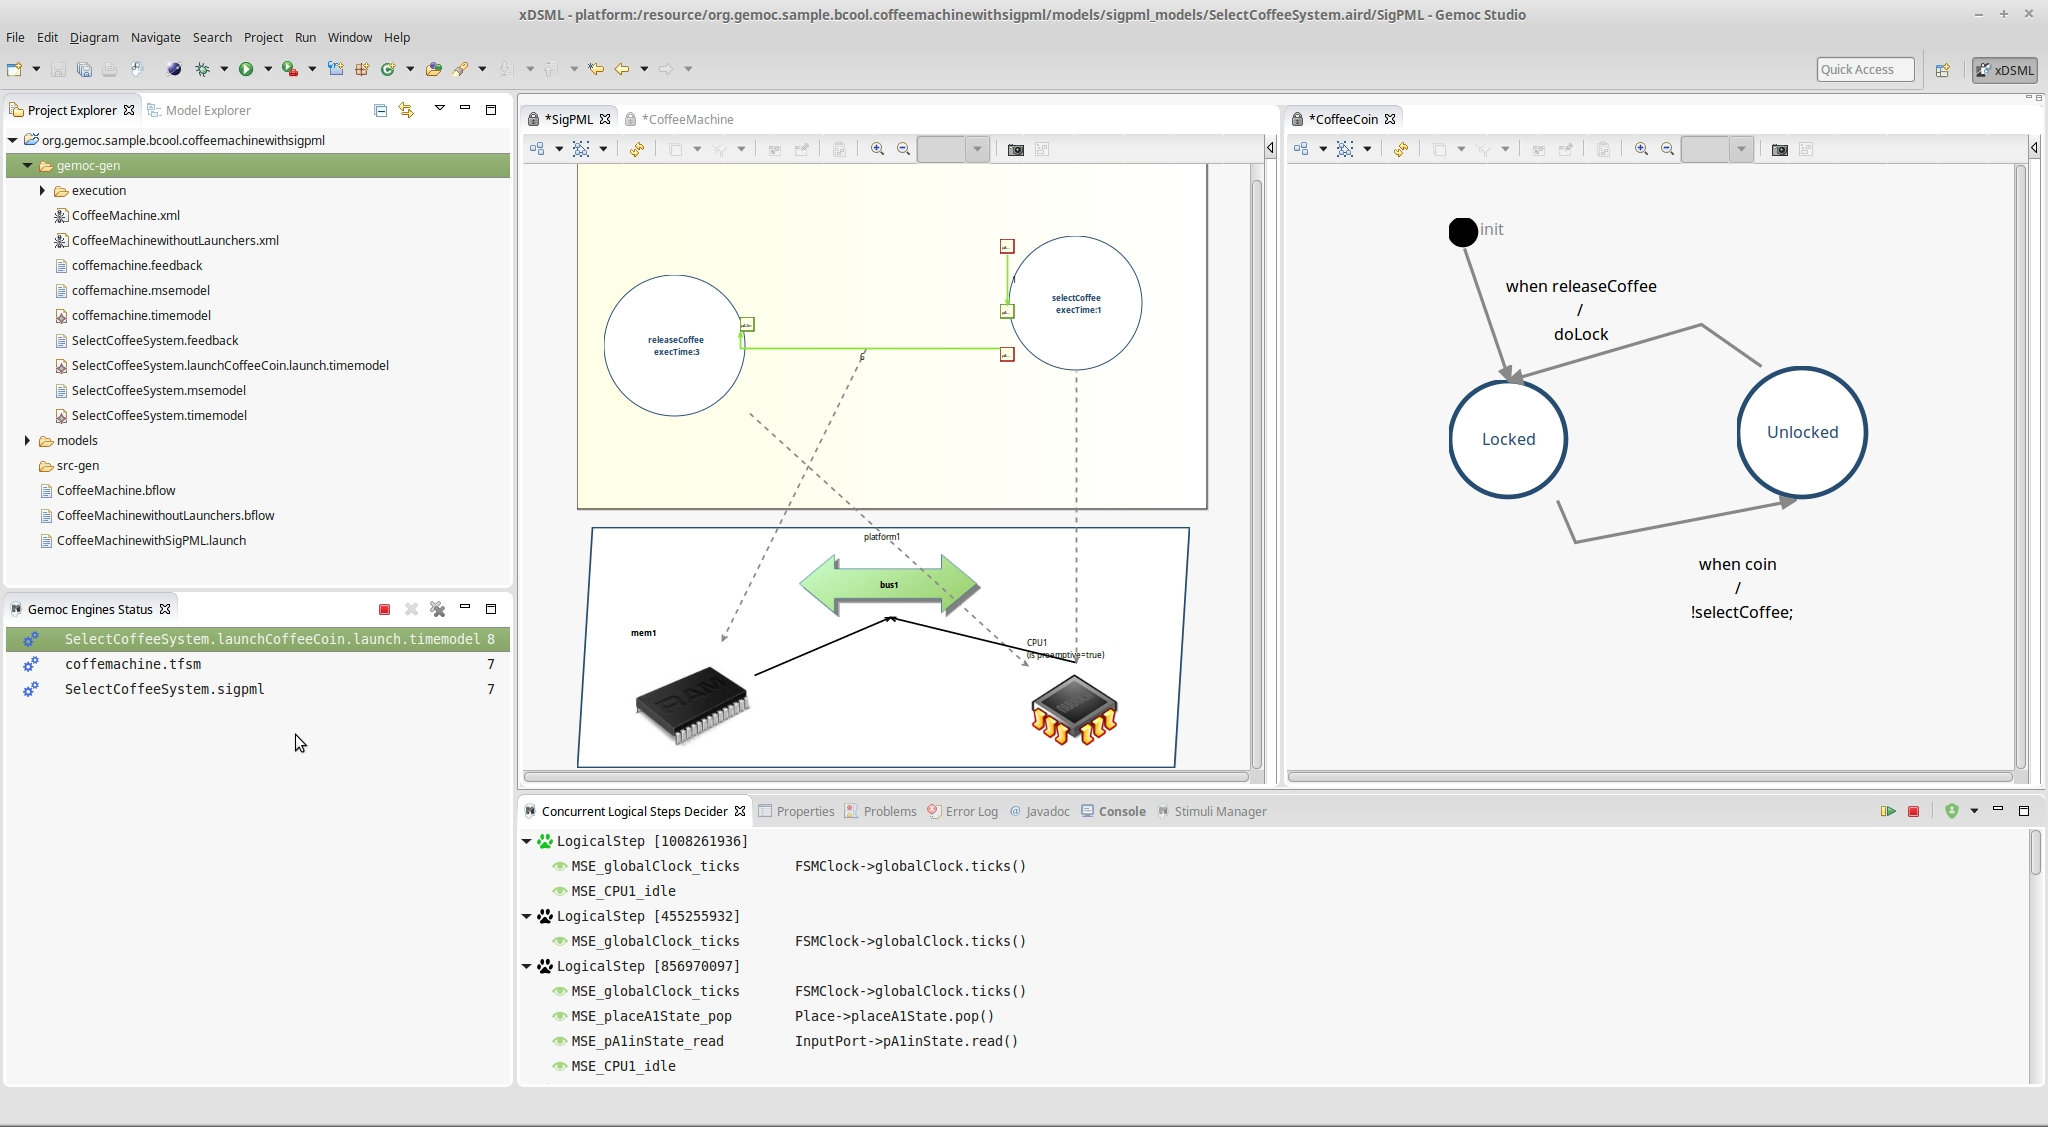 xDSML - platform:/resource/org.gemoc.sample.bcool.coffeemachinewithsigpml/models/sigpml_models/SelectCoffeeSystem.aird/SigPML - Gemoc Studio
File Edit Diagram Navigate Search Project Run Window Help
Quick Access
xDSML
Project Explorer
Model Explorer
org.gemoc.sample.bcool.coffeemachinewithsigpml
gemoc-gen
execution
CoffeeMachine.xml
CoffeeMachinewithoutLaunchers.xml
coffemachine.feedback
coffemachine.msemodel
coffemachine.timemodel
SelectCoffeeSystem.feedback
SelectCoffeeSystem.launchCoffeeCoin.launch.timemodel
SelectCoffeeSystem.msemodel
SelectCoffeeSystem.timemodel
models
src-gen
CoffeeMachine.bflow
CoffeeMachinewithoutLaunchers.bflow
CoffeeMachinewithSigPML.launch
Gemoc Engines Status
SelectCoffeeSystem.launchCoffeeCoin.launch.timemodel 8
coffemachine.tfsm 7
SelectCoffeeSystem.sigpml 7
*SigPML
*CoffeeMachine
selectCoffee
execTime:1
releaseCoffee
execTime:3
6
platform1
bus1
mem1
CPU1
(is preemptive=true)
RAM
*CoffeeCoin
init
when releaseCoffee
/
doLock
Locked
Unlocked
when coin
/
!selectCoffee;
Concurrent Logical Steps Decider
Properties
Problems
Error Log
@ Javadoc
Console
Stimuli Manager
LogicalStep [1008261936]
MSE_globalClock_ticks FSMClock->globalClock.ticks()
MSE_CPU1_idle
LogicalStep [455255932]
MSE_globalClock_ticks FSMClock->globalClock.ticks()
LogicalStep [856970097]
MSE_globalClock_ticks FSMClock->globalClock.ticks()
MSE_placeA1State_pop Place->placeA1State.pop()
MSE_pA1inState_read InputPort->pA1inState.read()
MSE_CPU1_idle